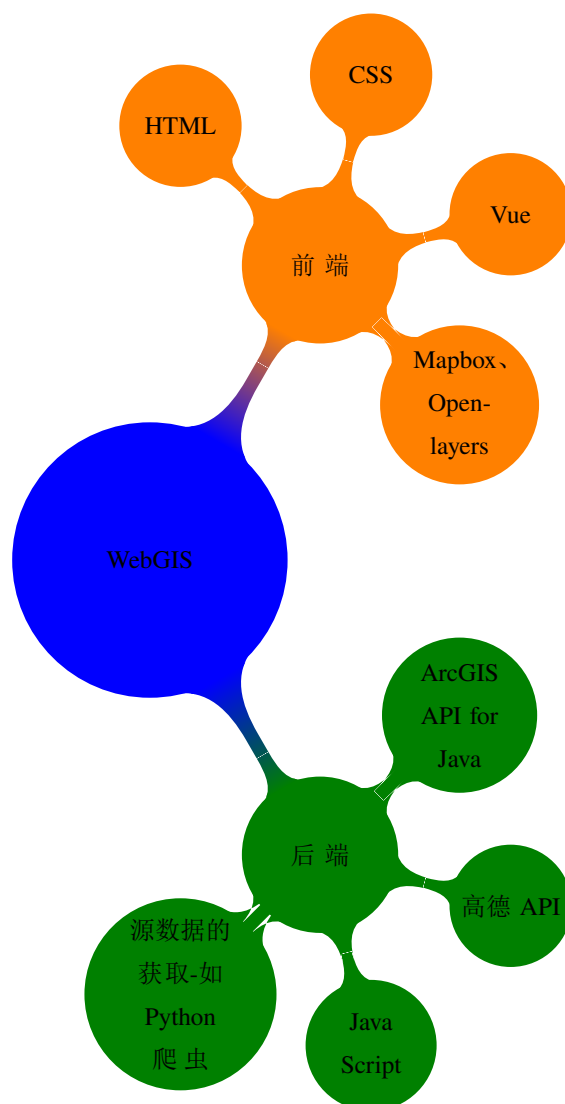 CSS
HTML
Vue
前 端
Mapbox、
Open-
layers
WebGIS
ArcGIS
API for
Java
后 端
高德 API
源数据的
获取-如
Python
爬 虫
Java
Script